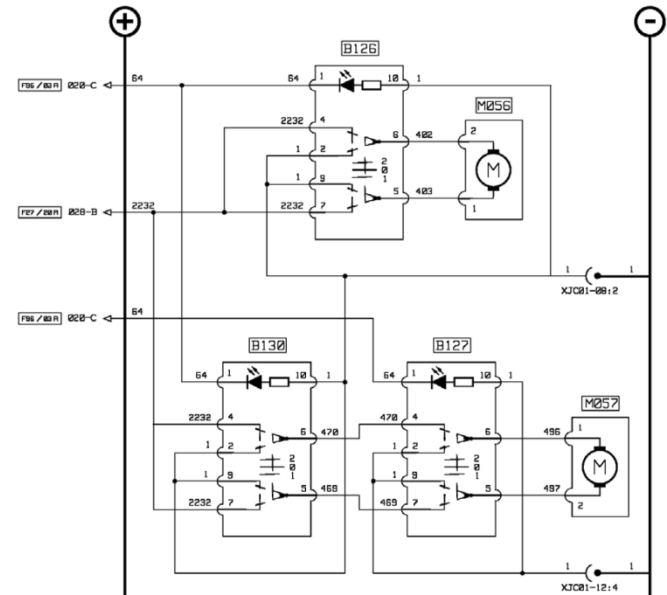 + -
B126
F96/03A 020-C 64 64 1 10 1
M056
2232 4 6 402 2
1 2 2
0 M
1 9 1
5 403
F27/20A 028-B 2232 2232 7 1
1 1
XJC01-08:2
F96/03A 020-C 64
B130 B127
64 1 10 1 64 1 10 1
M057
2232 4 6 470 470 4 6 496 1
1 2 2 1 2 2
0 0 M
1 9 1 1 9 1
5 469 5 497
2232 7 469 7 2
1 1
XJC01-12:4